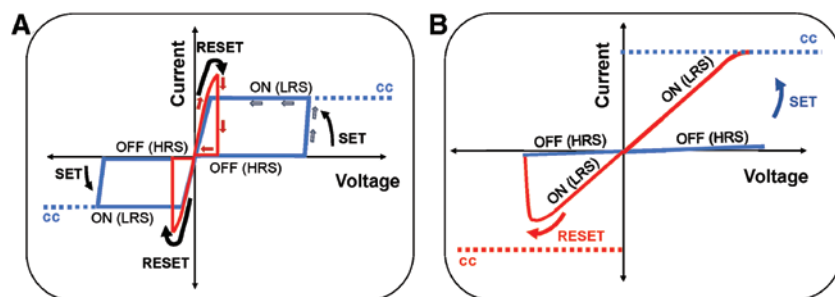 A
RESET
Current
ON (LRS)
CC
SET
OFF (HRS)
OFF (HRS)
Voltage
SET
CC
ON (LRS)
RESET
B
CC
Current
ON (LRS)
SET
OFF (HRS)
OFF (HRS)
Voltage
ON (LRS)
RESET
CC